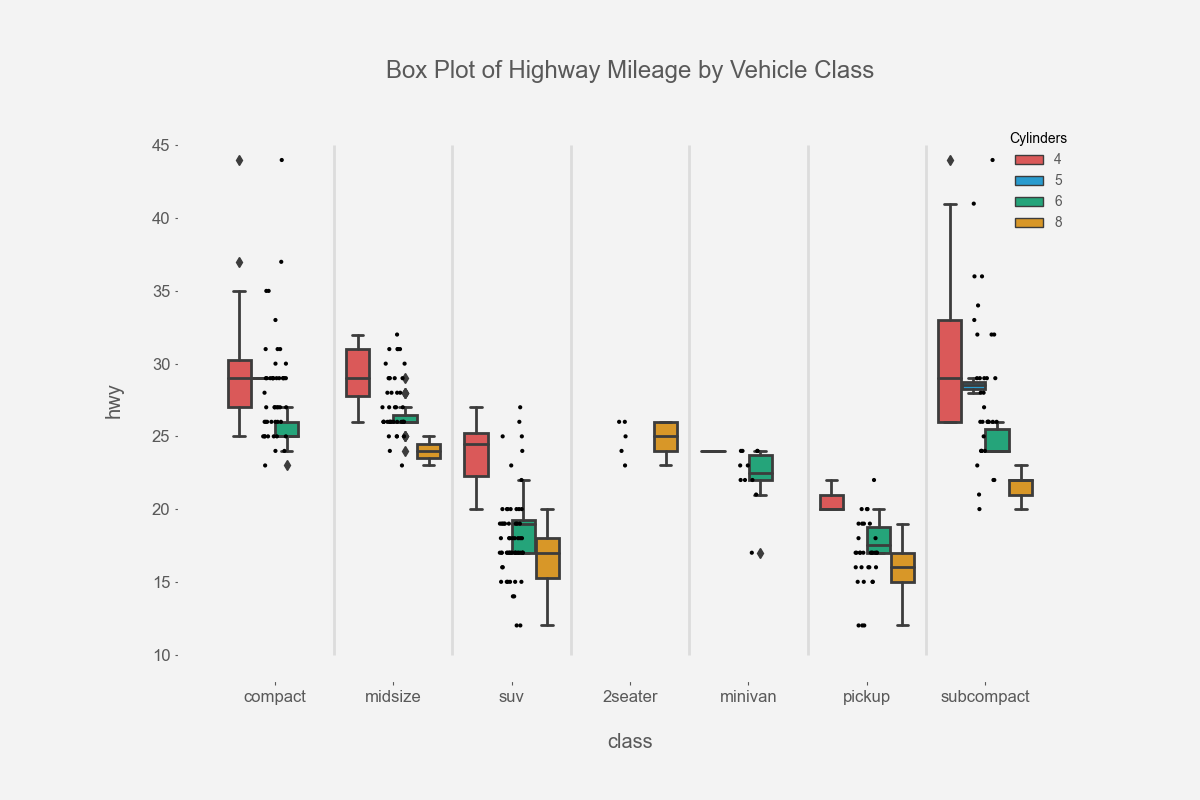 Box Plot of Highway Mileage by Vehicle Class
Cylinders
4
5
6
8
45
40
35
30
25
20
15
10
hwy
compact midsize suv 2seater minivan pickup subcompact
class